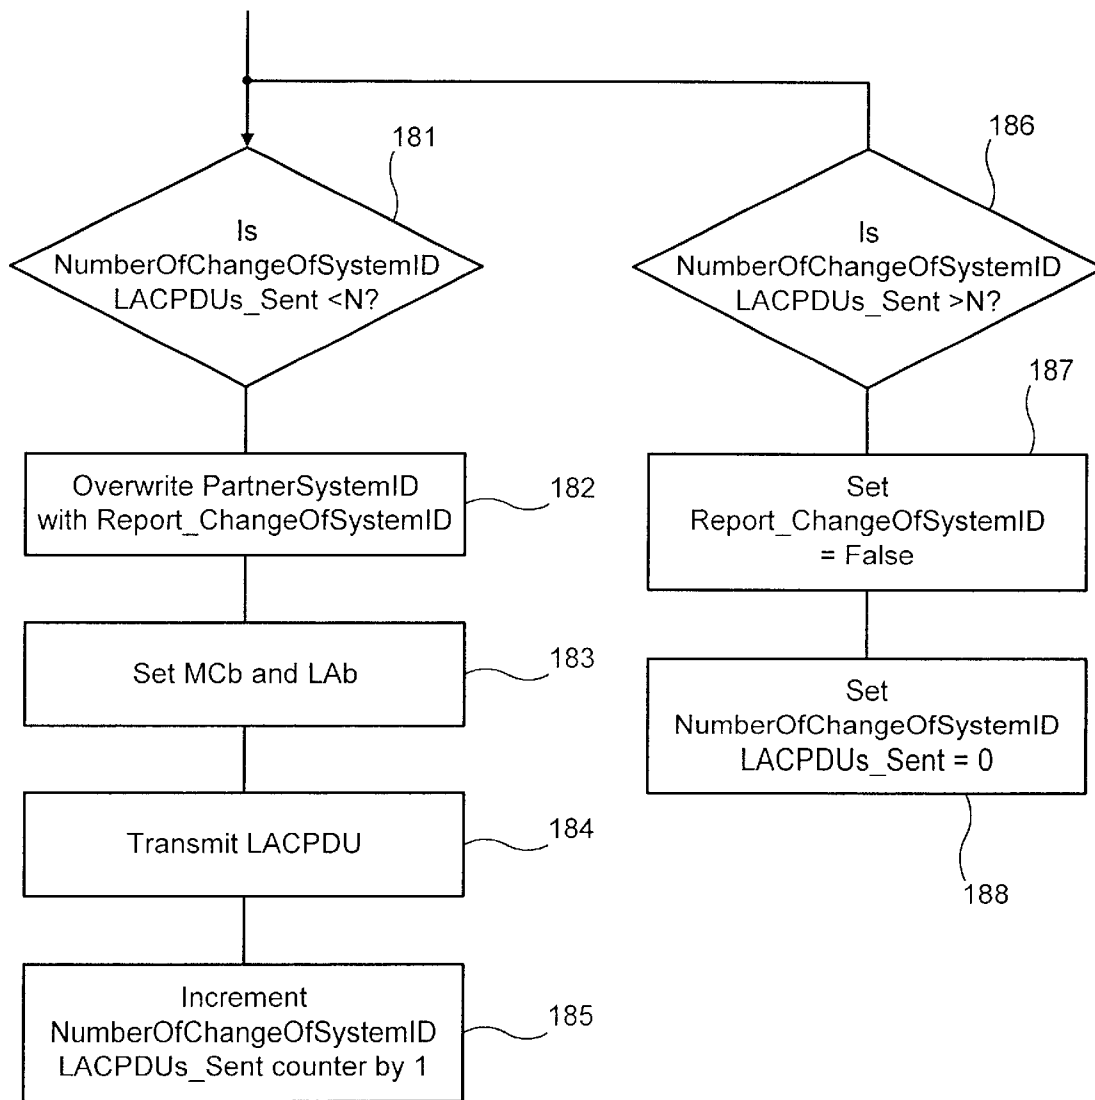 181
Is
NumberOfChangeOfSystemID
LACPDUs_Sent <N?
Overwrite PartnerSystemID
with Report_ChangeOfSystemID
182
Set MCb and LAb
183
Transmit LACPDU
184
Increment
NumberOfChangeOfSystemID
LACPDUs_Sent counter by 1
185
186
Is
NumberOfChangeOfSystemID
LACPDUs_Sent >N?
187
Set
Report_ChangeOfSystemID
= False
Set
NumberOfChangeOfSystemID
LACPDUs_Sent = 0
188